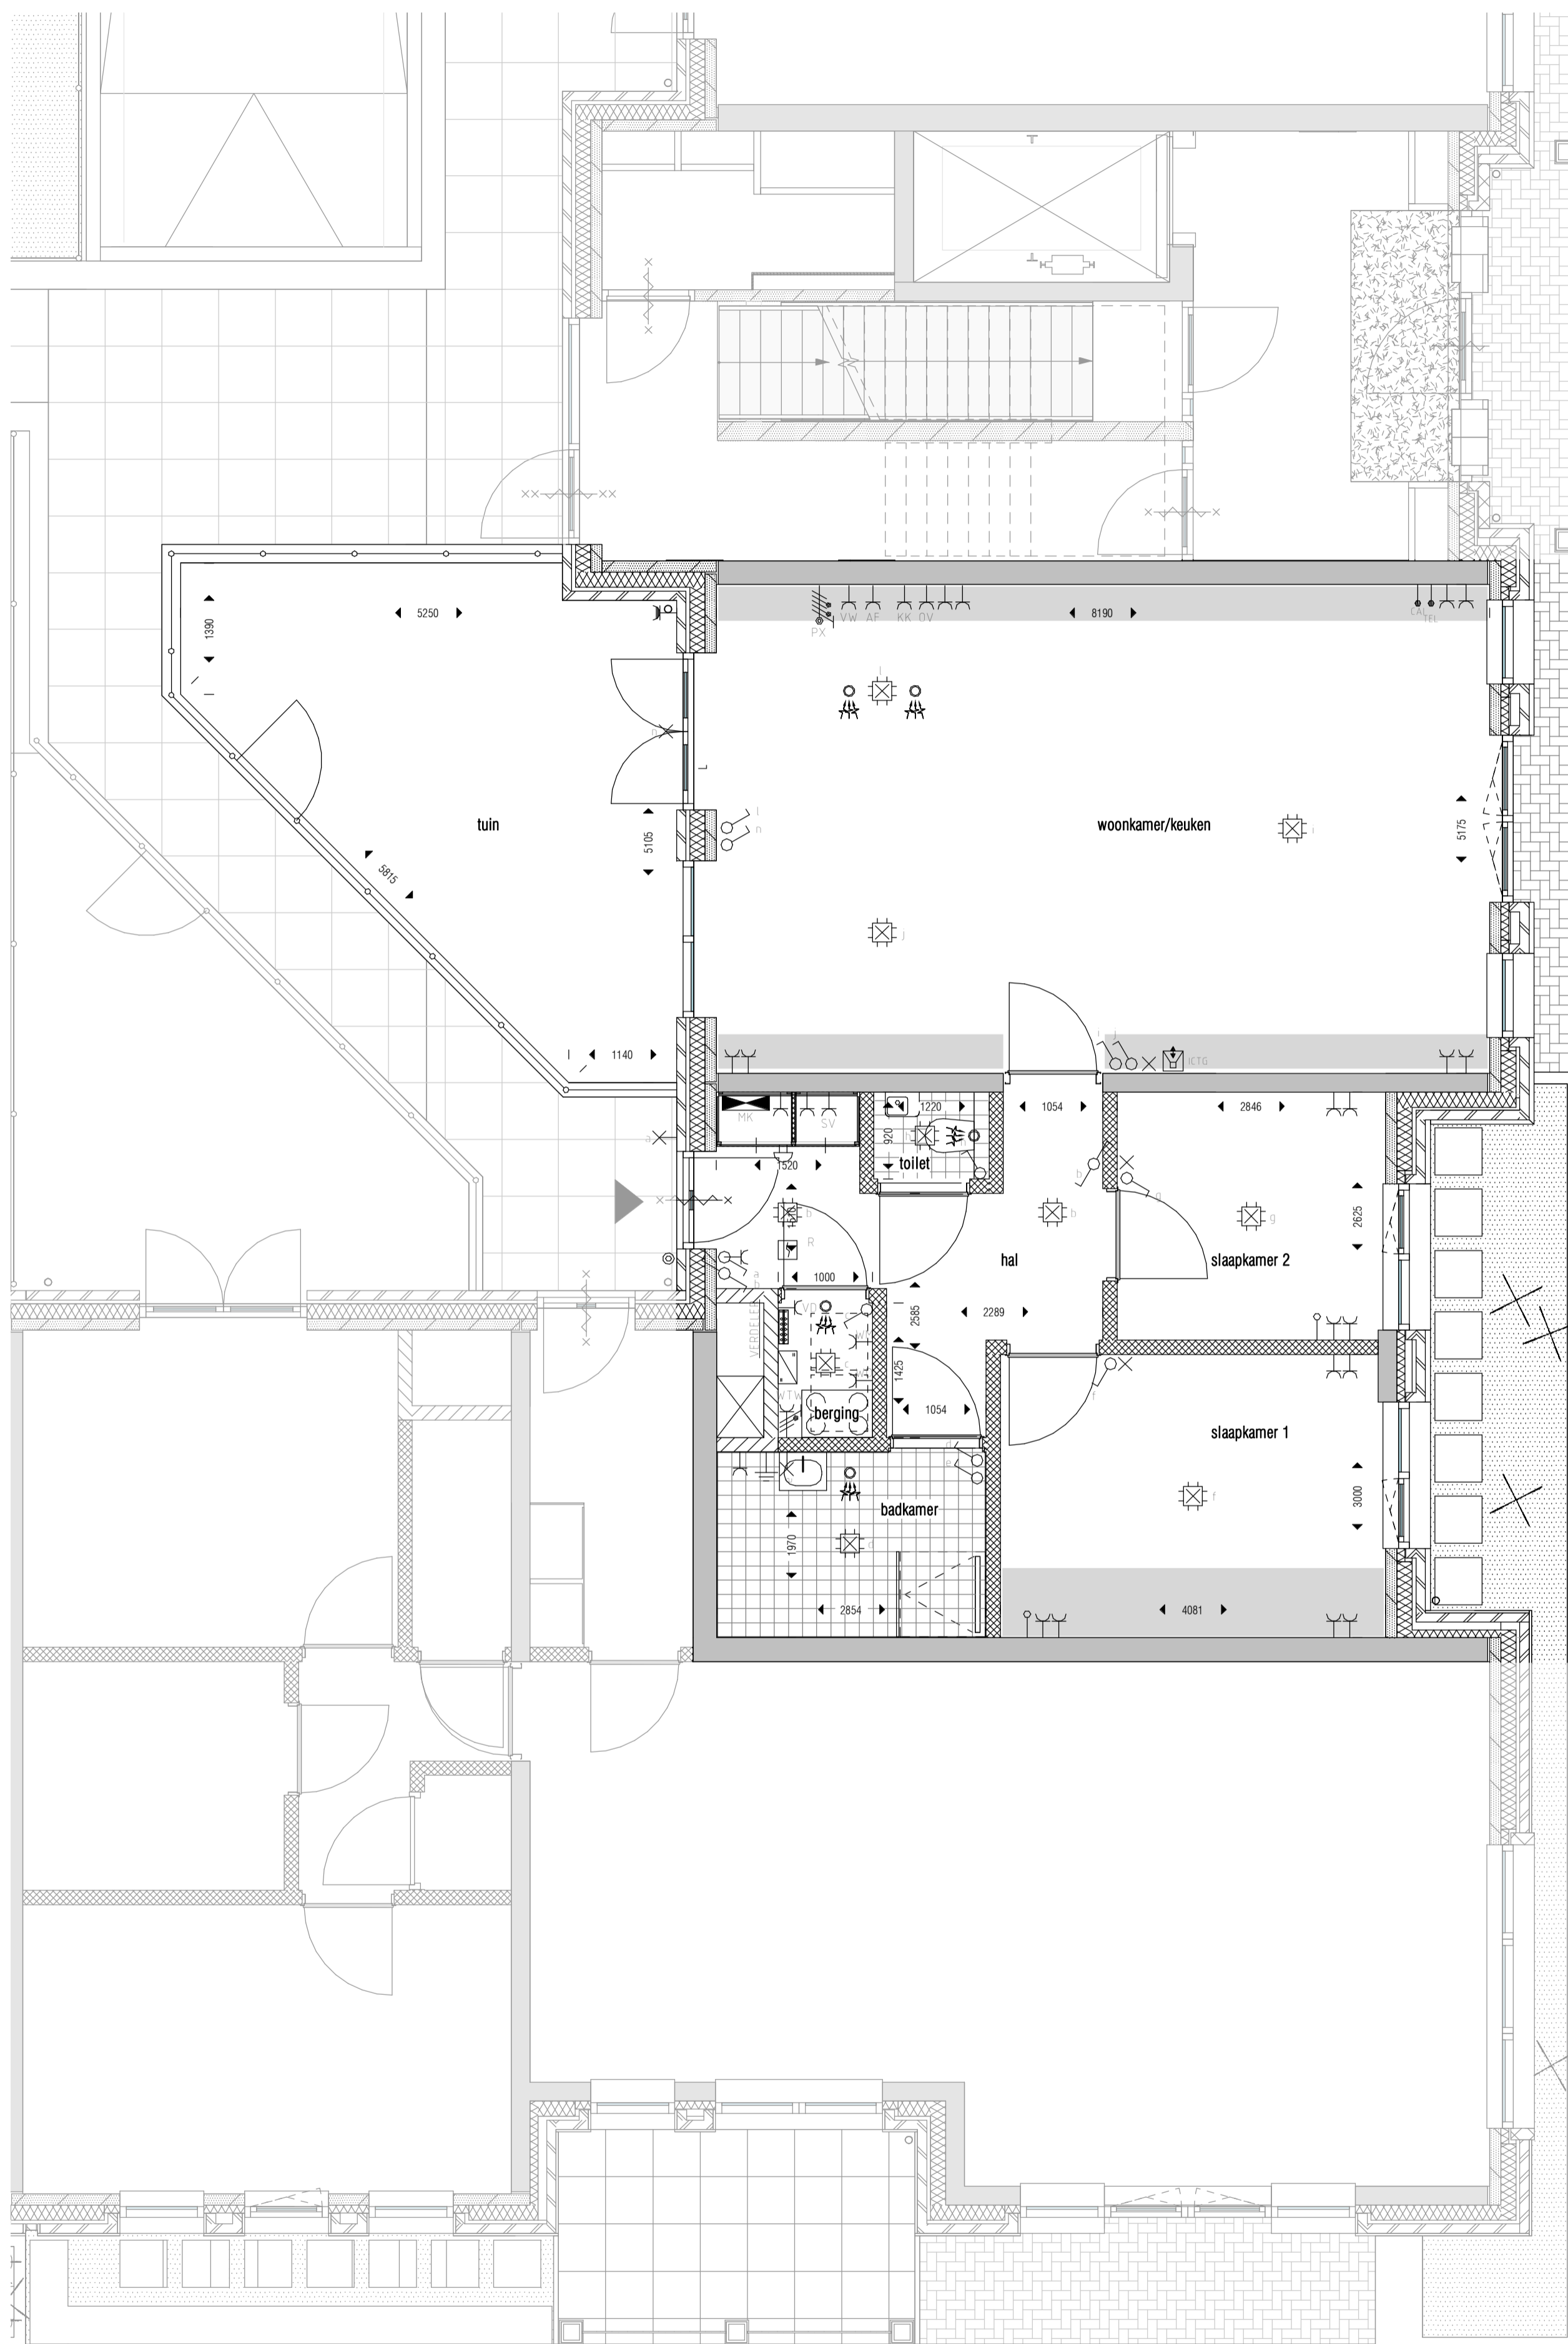 5250
1390
8190
PX
VW
AF
KK
OV
CAI
TEL
l
n
L
l
n
tuin
5105
woonkamer/keuken
i
5175
5815
j
1140
i
j
ICTG
MK
SV
1220
920
h
toilet
1054
2846
a
1520
b
g
b
R
b
hal
g
slaapkamer 2
2625
a
b
1000
2585
2289
VERDELER
c
1425
WTW
berging
1054
f
slaapkamer 1
d
e
badkamer
f
3000
1970
d
2854
4081